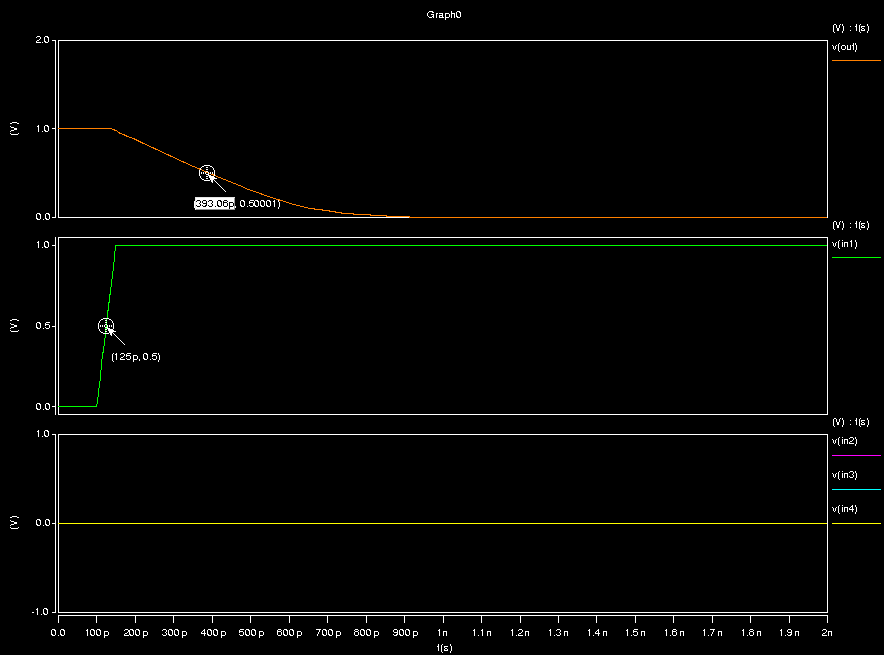 Graph0
(V) : t(s)
v(out)
2.0
1.0
0.0
(V)
(393.06p, 0.50001)
(V) : t(s)
v(in1)
1.0
0.5
0.0
(V)
(125p, 0.5)
(V) : t(s)
v(in2)
v(in3)
v(in4)
1.0
0.0
-1.0
(V)
0.0 100p 200p 300p 400p 500p 600p 700p 800p 900p 1n 1.1n 1.2n 1.3n 1.4n 1.5n 1.6n 1.7n 1.8n 1.9n 2n
t(s)